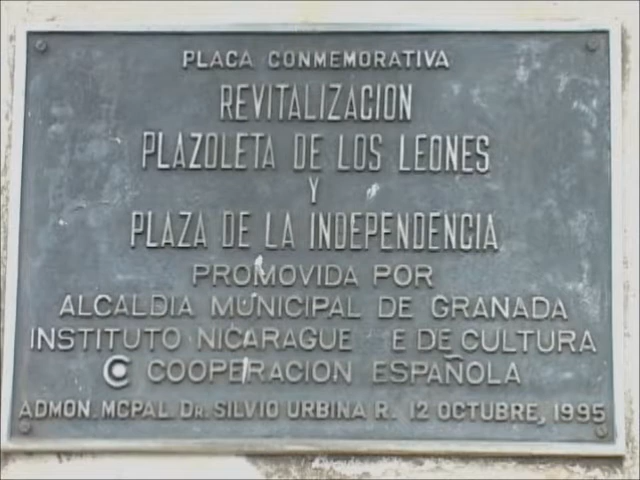 PLACA CONMEMORATIVA
REVITALIZACION
PLAZOLETA DE LOS LEONES
Y
PLAZA DE LA INDEPENDENCIA
PROMOVIDA POR
ALCALDIA MUNICIPAL DE GRANADA
INSTITUTO NICARAGUE E DE CULTURA
COOPERACION ESPAÑOLA
ADMON. MCPAL. DR. SILVIO URBINA R. 12 OCTUBRE, 1995